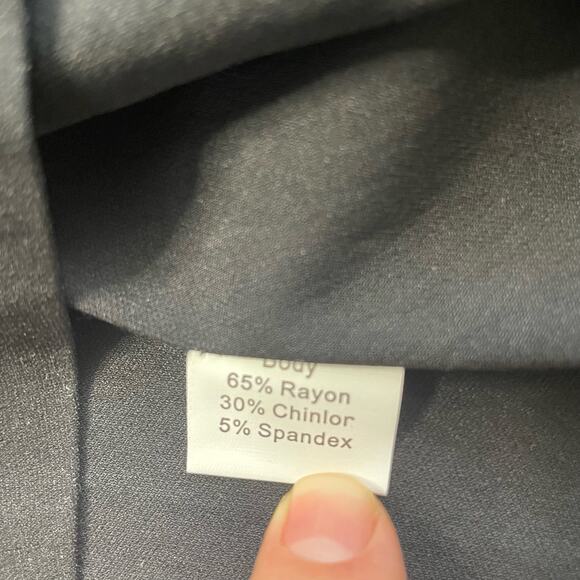 Body
65% Rayon
30% Chinlor
5% Spandex